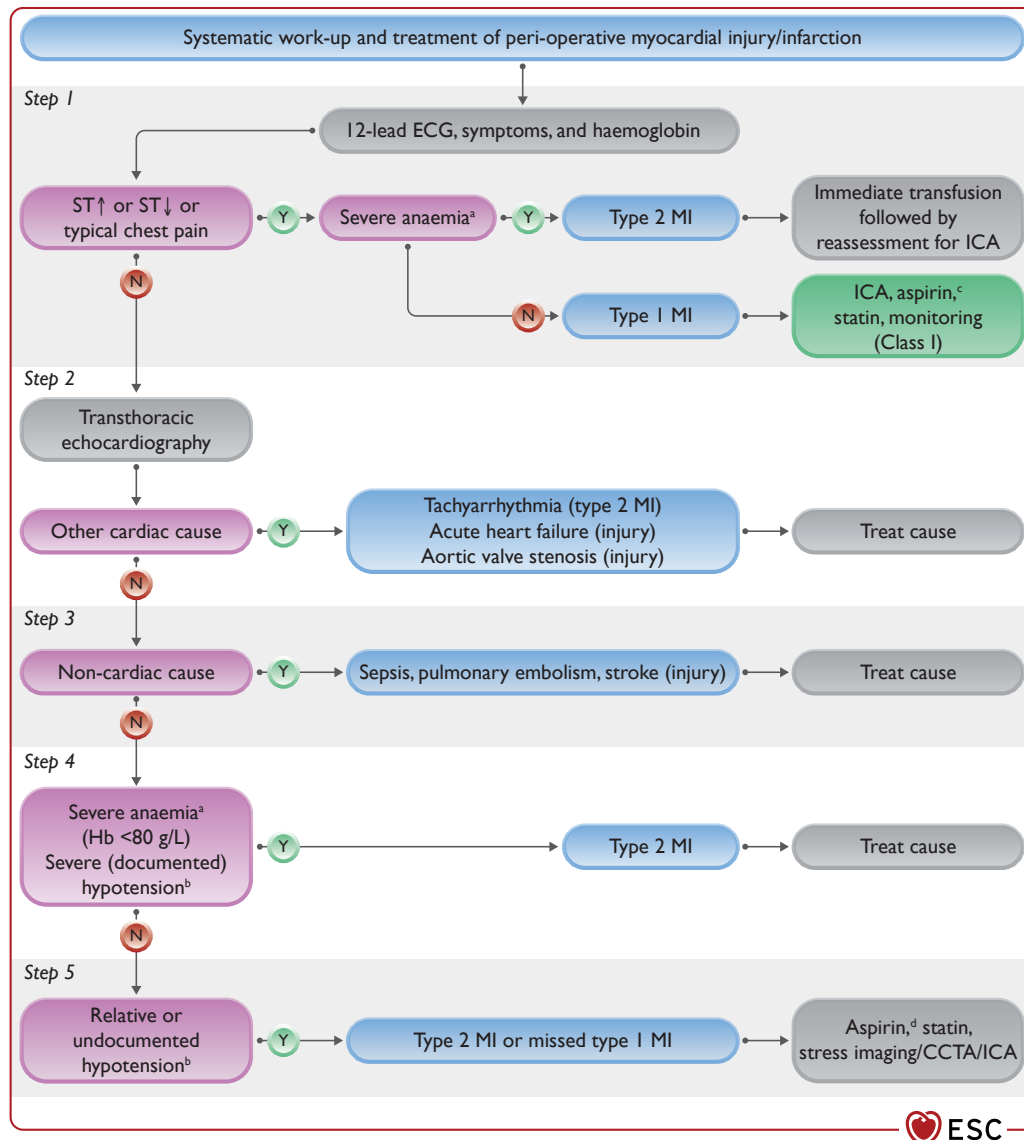 Systematic work-up and treatment of peri-operative myocardial injury/infarction
Step 1
12-lead ECG, symptoms, and haemoglobin
ST↑ or ST↓ or
typical chest pain
Y
Severe anaemiaᵃ
Y
Type 2 MI
Immediate transfusion
followed by
reassessment for ICA
N
N
Type 1 MI
ICA, aspirin,ᶜ
statin, monitoring
(Class I)
Step 2
Transthoracic
echocardiography
Other cardiac cause
Y
Tachyarrhythmia (type 2 MI)
Acute heart failure (injury)
Aortic valve stenosis (injury)
Treat cause
N
Step 3
Non-cardiac cause
Y
Sepsis, pulmonary embolism, stroke (injury)
Treat cause
N
Step 4
Severe anaemiaᵃ
(Hb <80 g/L)
Severe (documented)
hypotensionᵇ
Y
Type 2 MI
Treat cause
N
Step 5
Relative or
undocumented
hypotensionᵇ
Y
Type 2 MI or missed type 1 MI
Aspirin,ᵈ statin,
stress imaging/CCTA/ICA
ESC